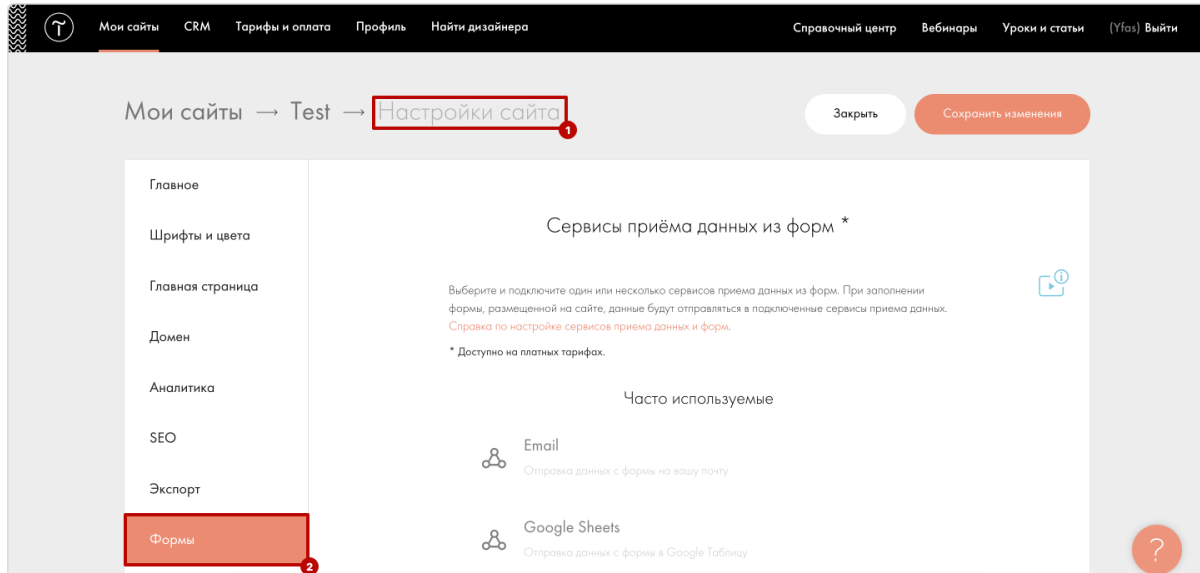 Мои сайты CRM Тарифы и оплата Профиль Найти дизайнера Справочный центр Вебинары Уроки и статьи (Yfas) Выйти
Мои сайты → Test → Настройки сайта Закрыть Сохранить изменения
1
Главное
Шрифты и цвета
Главная страница
Домен
Аналитика
SEO
Экспорт
Формы
2
Сервисы приёма данных из форм *
Выберите и подключите один или несколько сервисов приема данных из форм. При заполнении
формы, размещенной на сайте, данные будут отправляться в подключенные сервисы приема данных.
Справка по настройке сервисов приема данных и форм.
* Доступно на платных тарифах.
Часто используемые
Email
Отправка данных с формы на вашу почту
Google Sheets
Отправка данных с формы в Google Таблицу
?